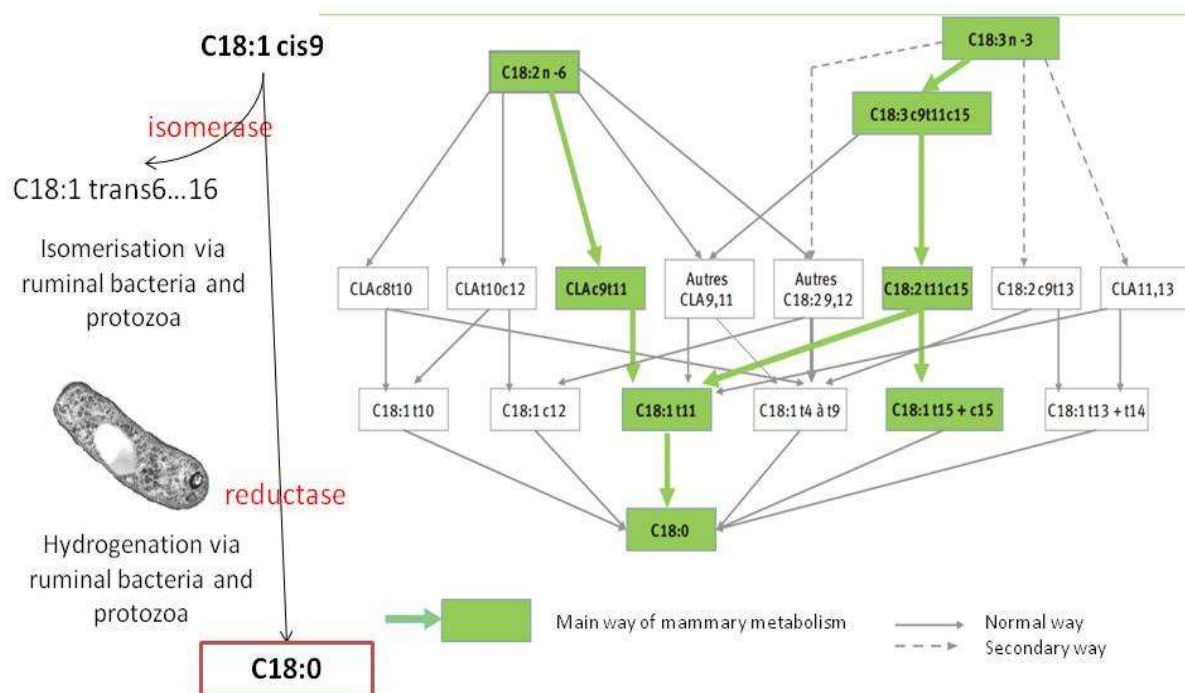 C18:1 cis9
isomerase
C18:1 trans6...16
Isomerisation via
ruminal bacteria and
protozoa
reductase
Hydrogenation via
ruminal bacteria and
protozoa
C18:0
C18:3 n -3
C18:2 n -6
C18:3 c9t11c15
CLAc8t10
CLAt10c12
CLAc9t11
Autres
CLA9,11
Autres
C18:2 9,12
C18:2 t11c15
C18:2 c9t13
CLA11,13
C18:1 t10
C18:1 c12
C18:1 t11
C18:1 t4 à t9
C18:1 t15 + c15
C18:1 t13 + t14
C18:0
Main way of mammary metabolism
Normal way
Secondary way